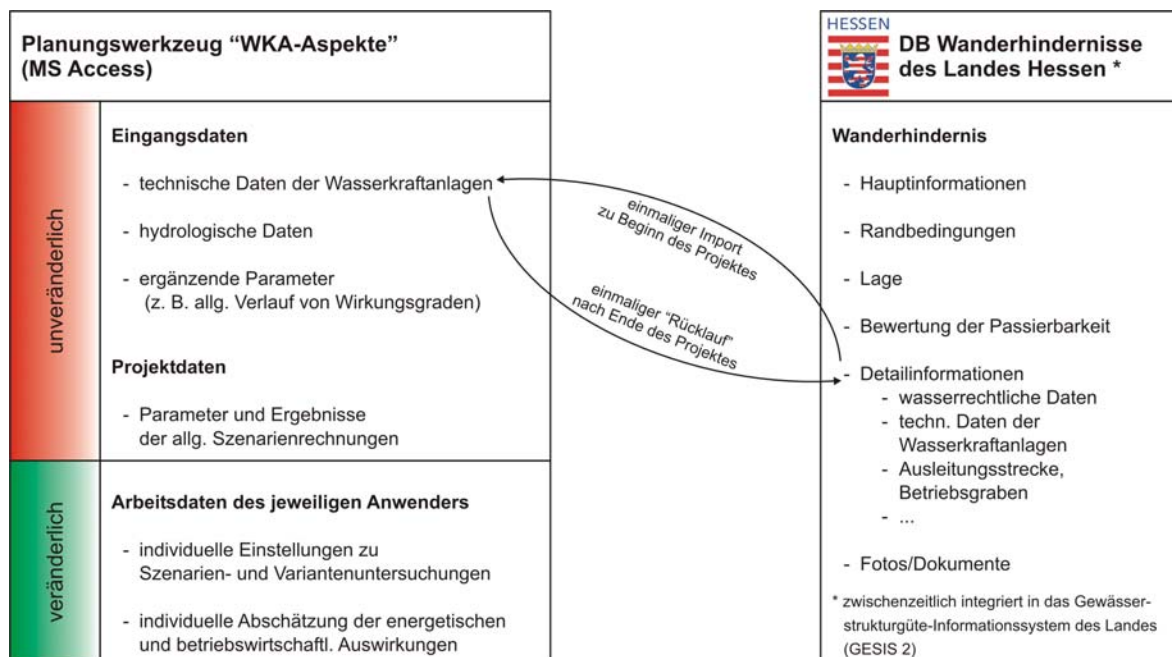 Planungswerkzeug “WKA-Aspekte”
(MS Access)
unveränderlich
Eingangsdaten
- technische Daten der Wasserkraftanlagen
- hydrologische Daten
- ergänzende Parameter
(z. B. allg. Verlauf von Wirkungsgraden)
Projektdaten
- Parameter und Ergebnisse
der allg. Szenarienrechnungen
veränderlich
Arbeitsdaten des jeweiligen Anwenders
- individuelle Einstellungen zu
Szenarien- und Variantenuntersuchungen
- individuelle Abschätzung der energetischen
und betriebswirtschaftl. Auswirkungen
einmaliger Import
zu Beginn des Projektes
einmaliger “Rücklauf”
nach Ende des Projektes
HESSEN
DB Wanderhindernisse
des Landes Hessen *
Wanderhindernis
- Hauptinformationen
- Randbedingungen
- Lage
- Bewertung der Passierbarkeit
- Detailinformationen
- wasserrechtliche Daten
- techn. Daten der
Wasserkraftanlagen
- Ausleitungsstrecke,
Betriebsgraben
- ...
- Fotos/Dokumente
* zwischenzeitlich integriert in das Gewässer-
strukturgüte-Informationssystem des Landes
(GESIS 2)